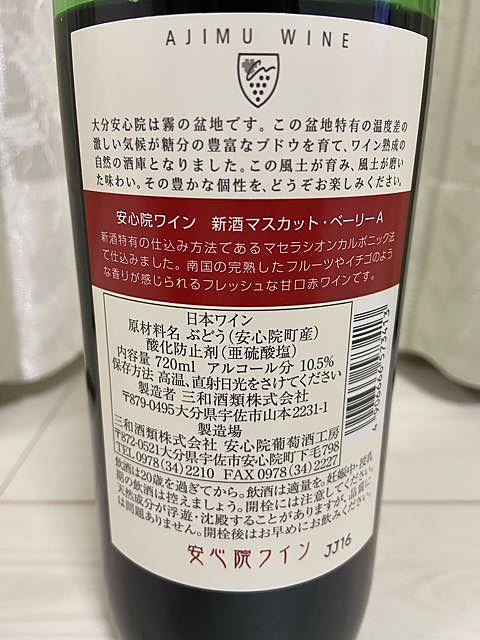 AJIMU WINE
大分安心院は霧の盆地です。この盆地特有の温度差の
激しい気候が糖分の豊富なブドウを育て、ワイン熟成の
自然の酒庫となりました。この風土が育み、風土が磨い
た味わい。その豊かな個性を、どうぞお楽しみください。
安心院ワイン 新酒マスカット・ベーリーA
新酒特有の仕込み方法であるマセラシオンカルボニック法
で仕込みました。南国の完熟したフルーツやイチゴのよう
な香りが感じられるフレッシュな甘口赤ワインです。
日本ワイン
原材料名 ぶどう(安心院町産)
酸化防止剤(亜硫酸塩)
内容量 720ml アルコール分 10.5%
保存方法 高温、直射日光をさけてください
製造者 三和酒類株式会社
〒879-0495大分県宇佐市山本2231-1
製造場
三和酒類株式会社 安心院葡萄酒工房
〒872-0521大分県宇佐市安心院町下毛798
TEL 0978(34)2210 FAX 0978(34)2227
飲酒は20歳を過ぎてから。飲酒は適量を。妊娠中・授乳
期の飲酒は控えましょう。開栓には注意してください。
天然成分が浮遊・沈殿することがありますが、品質に
は問題ありません。開栓後はお早めにお飲みください。
安心院ワイン JJ16